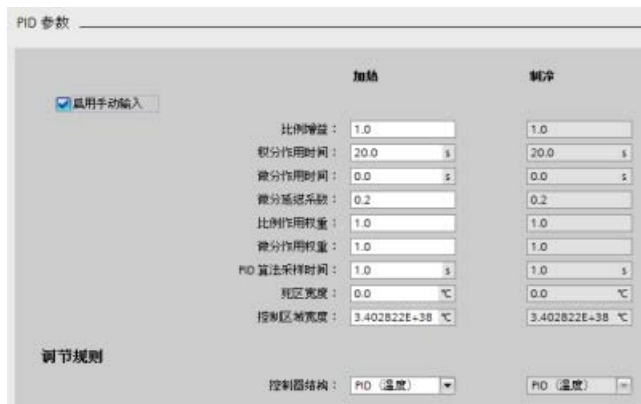 PID 参数
加热 制冷
启用手动输入
比例增益： 1.0 1.0
积分作用时间： 20.0 s 20.0 s
微分作用时间： 0.0 s 0.0 s
微分延迟系数： 0.2 0.2
比例作用权重： 1.0 1.0
微分作用权重： 1.0 1.0
PID 算法采样时间： 1.0 s 1.0 s
死区宽度： 0.0 ℃ 0.0 ℃
控制区域宽度： 3.402822E+38 ℃ 3.402822E+38 ℃
调节规则
控制器结构： PID （温度） PID （温度）